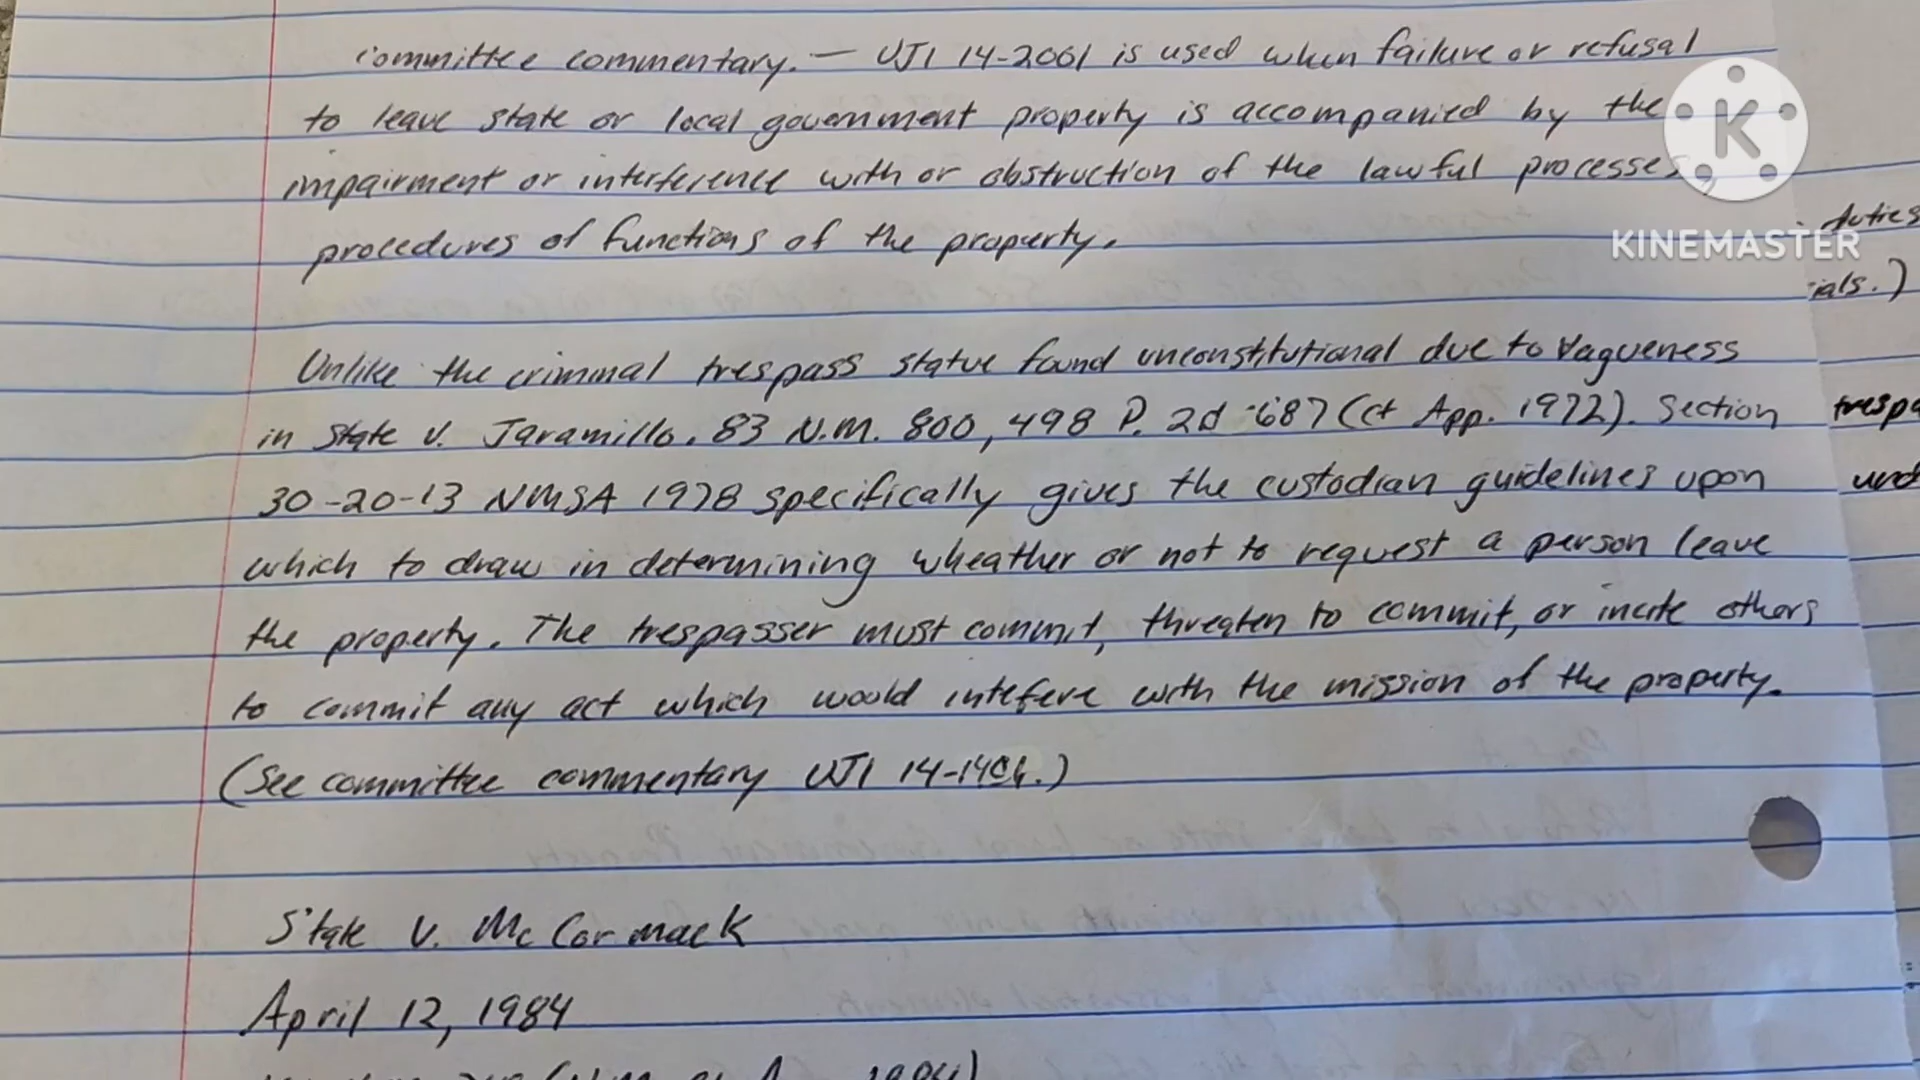 committee commentary. — UJI 14-2001 is used when failure or refusal
to leave state or local government property is accompanied by the
impairment or interference with or obstruction of the lawful processes,
procedures of functions of the property.
duties
ials.)
Unlike the criminal trespass statue found unconstitutional due to vagueness
in State v. Jaramillo. 83 N.M. 800, 498 P. 2d 687 (ct App. 1972). Section
30-20-13 NMSA 1978 specifically gives the custodian guidelines upon
which to draw in determining wheather or not to request a person leave
the property. The trespasser must commit, threaten to commit, or incite others
to commit any act which would intefere with the mission of the property.
(See committee commentary UJI 14-1404.)
State v. McCormack
April 12, 1984
trespa
und
K
KINEMASTER